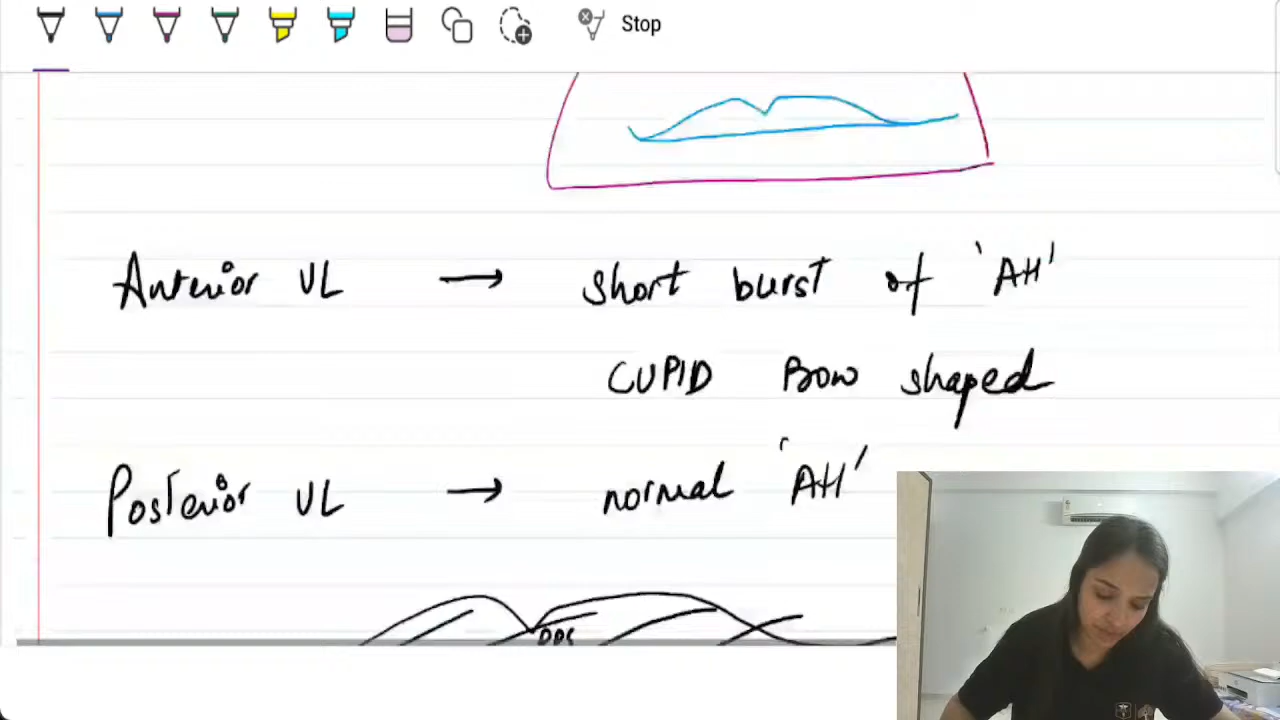 Stop
Anterior VL → short burst of 'AH'
CUPID Bow shaped
Posterior VL → normal 'AH'